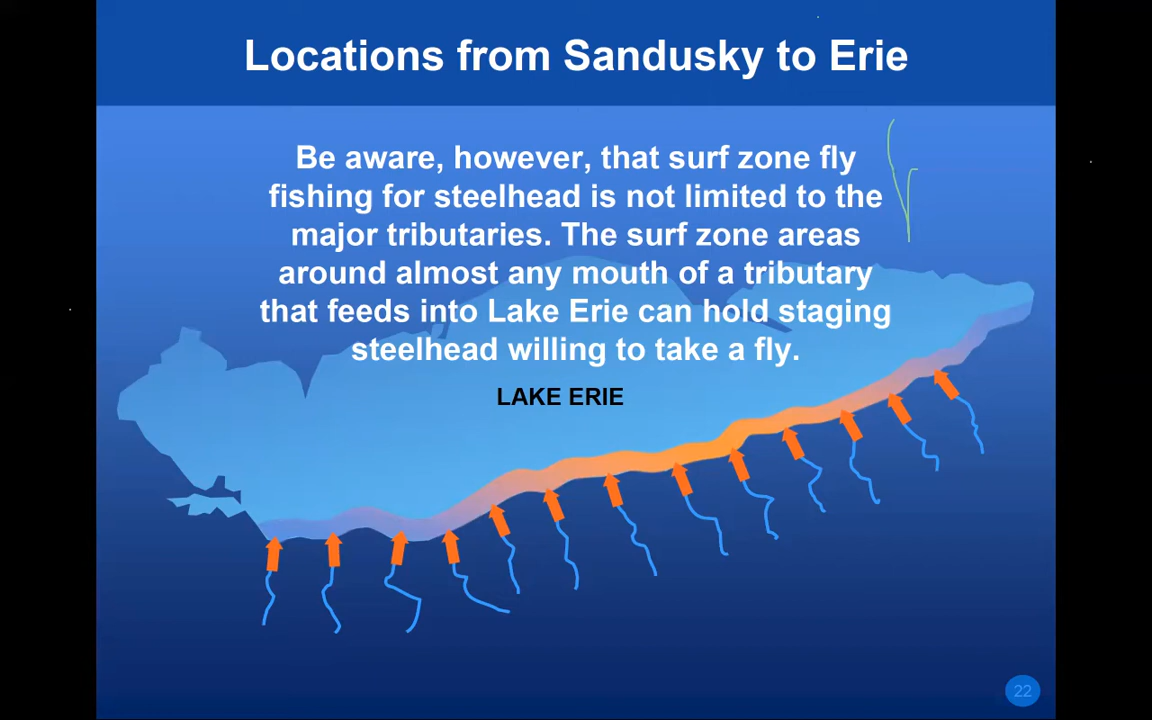 Locations from Sandusky to Erie
Be aware, however, that surf zone fly
fishing for steelhead is not limited to the
major tributaries. The surf zone areas
around almost any mouth of a tributary
that feeds into Lake Erie can hold staging
steelhead willing to take a fly.
LAKE ERIE
22